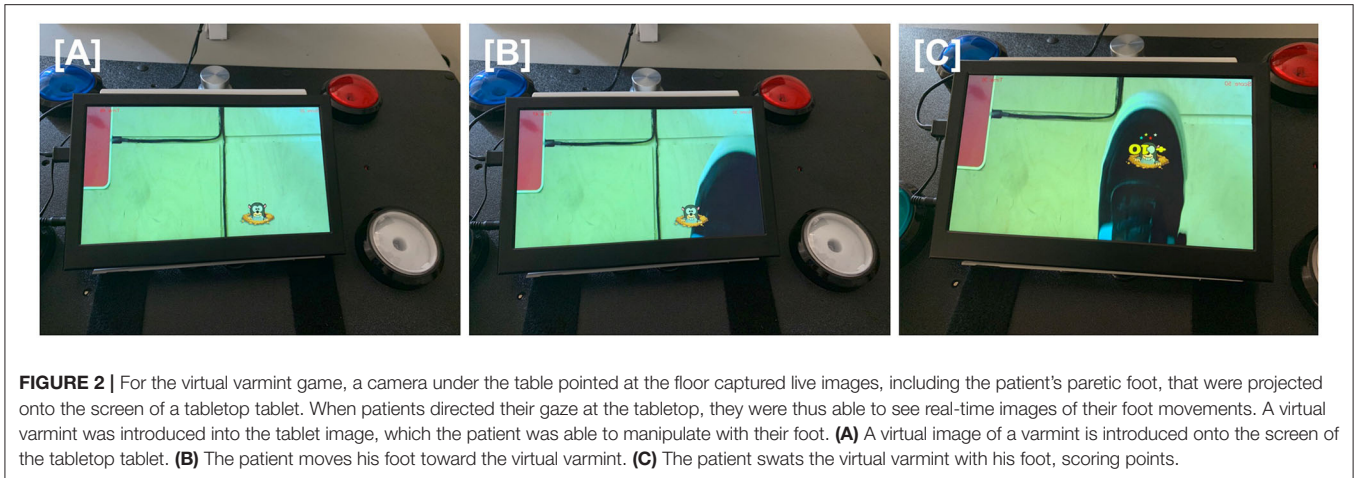 [A]
[B]
[C]
FIGURE 2 | For the virtual varmint game, a camera under the table pointed at the floor captured live images, including the patient's paretic foot, that were projected
onto the screen of a tabletop tablet. When patients directed their gaze at the tabletop, they were thus able to see real-time images of their foot movements. A virtual
varmint was introduced into the tablet image, which the patient was able to manipulate with their foot. (A) A virtual image of a varmint is introduced onto the screen of
the tabletop tablet. (B) The patient moves his foot toward the virtual varmint. (C) The patient swats the virtual varmint with his foot, scoring points.